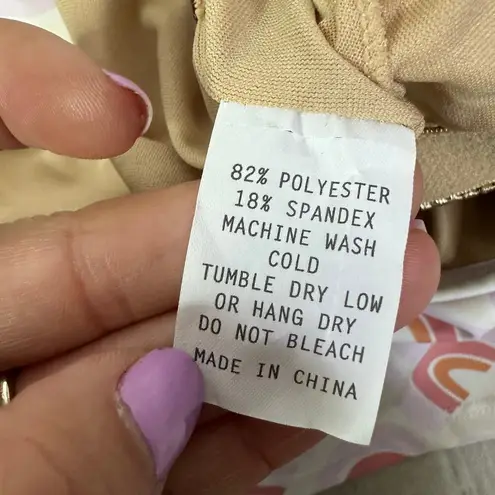 82% POLYESTER
18% SPANDEX
MACHINE WASH
COLD
TUMBLE DRY LOW
OR HANG DRY
DO NOT BLEACH
MADE IN CHINA